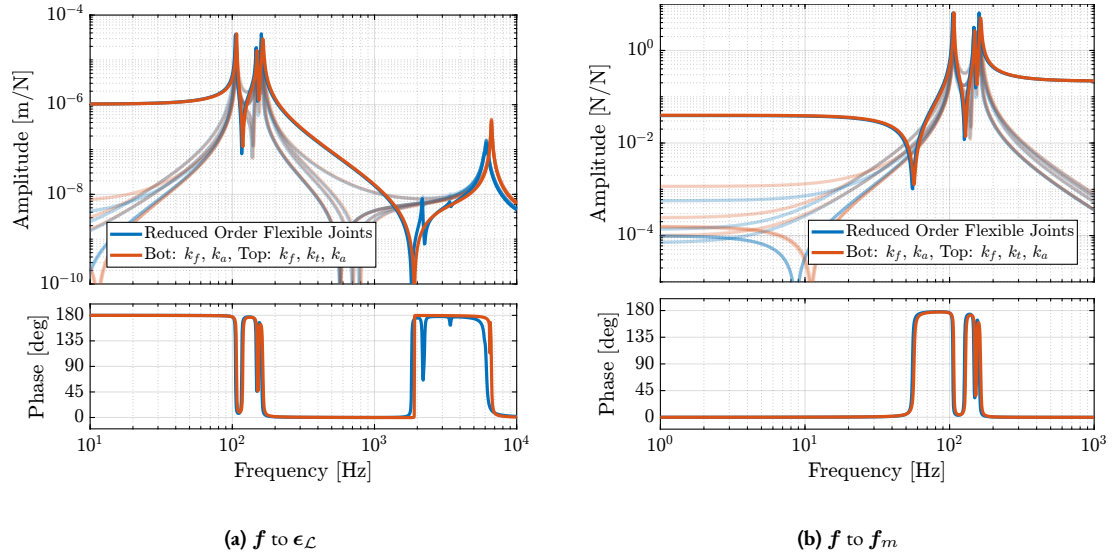 10^{-4}
10^{-6}
10^{-8}
10^{-10}
Amplitude [m/N]
Reduced Order Flexible Joints
Bot: k_f, k_a, Top: k_f, k_t, k_a
180
135
90
45
0
Phase [deg]
10^1
10^2
10^3
10^4
Frequency [Hz]
(a) f to ϵ_ℒ
10^0
10^{-2}
10^{-4}
Amplitude [N/N]
Reduced Order Flexible Joints
Bot: k_f, k_a, Top: k_f, k_t, k_a
180
135
90
45
0
Phase [deg]
10^0
10^1
10^2
10^3
Frequency [Hz]
(b) f to f_m